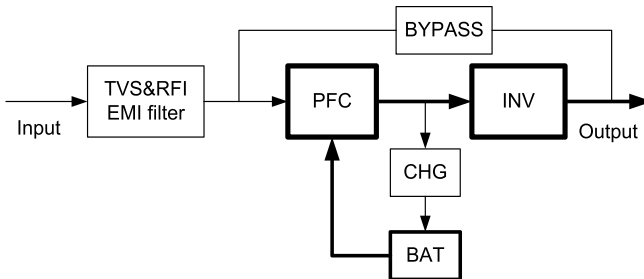 BYPASS
TVS&RFI
EMI filter
PFC
INV
Input
Output
CHG
BAT